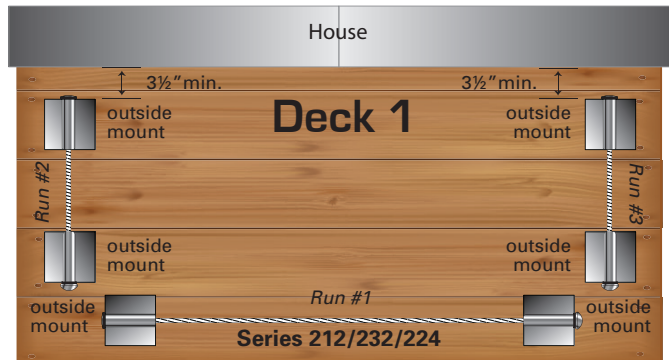 House
3½” min.
3½” min.
outside
mount
Deck 1
outside
mount
Run #2
Run #3
outside
mount
outside
mount
outside
mount
Run #1
outside
mount
Series 212/232/224